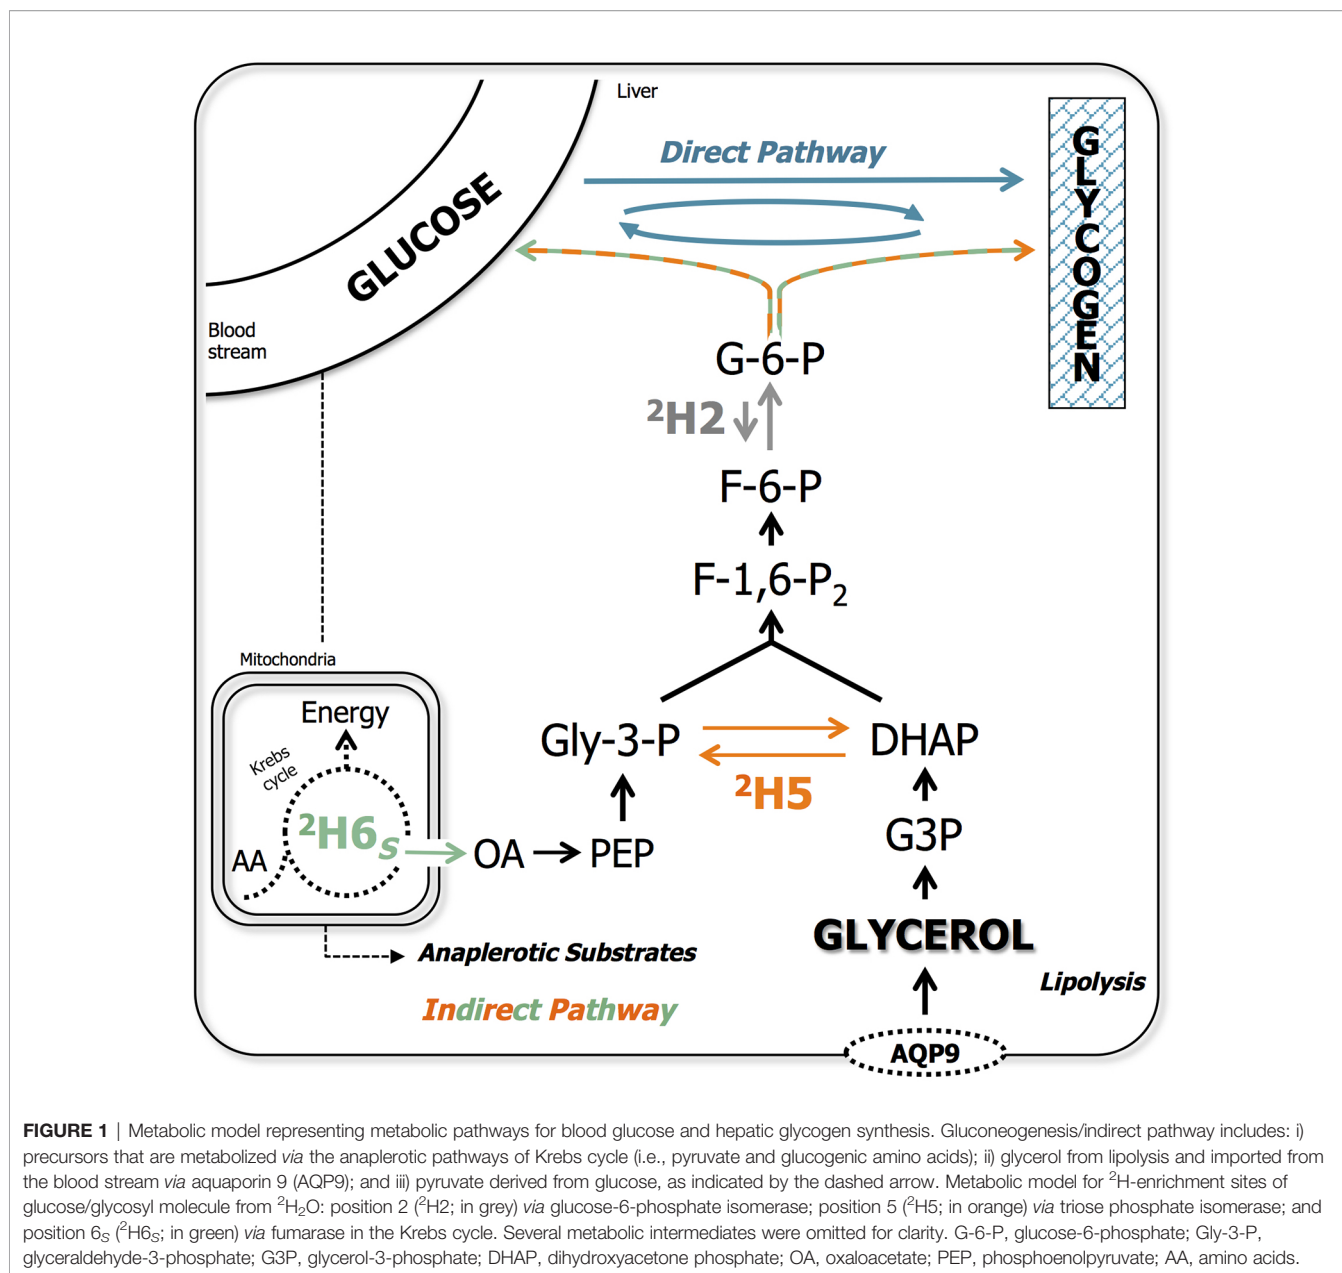 Liver
Direct Pathway
GLYCOGEN
GLUCOSE
Blood
stream
G-6-P
²H2
F-6-P
F-1,6-P₂
Mitochondria
Energy
Krebs
cycle
Gly-3-P
DHAP
²H5
²H6S
AA
OA
PEP
G3P
GLYCEROL
Anaplerotic Substrates
Lipolysis
Indirect Pathway
AQP9
FIGURE 1 | Metabolic model representing metabolic pathways for blood glucose and hepatic glycogen synthesis. Gluconeogenesis/indirect pathway includes: i)
precursors that are metabolized via the anaplerotic pathways of Krebs cycle (i.e., pyruvate and glucogenic amino acids); ii) glycerol from lipolysis and imported from
the blood stream via aquaporin 9 (AQP9); and iii) pyruvate derived from glucose, as indicated by the dashed arrow. Metabolic model for ²H-enrichment sites of
glucose/glycosyl molecule from ²H₂O: position 2 (²H2; in grey) via glucose-6-phosphate isomerase; position 5 (²H5; in orange) via triose phosphate isomerase; and
position 6S (²H6S; in green) via fumarase in the Krebs cycle. Several metabolic intermediates were omitted for clarity. G-6-P, glucose-6-phosphate; Gly-3-P,
glyceraldehyde-3-phosphate; G3P, glycerol-3-phosphate; DHAP, dihydroxyacetone phosphate; OA, oxaloacetate; PEP, phosphoenolpyruvate; AA, amino acids.